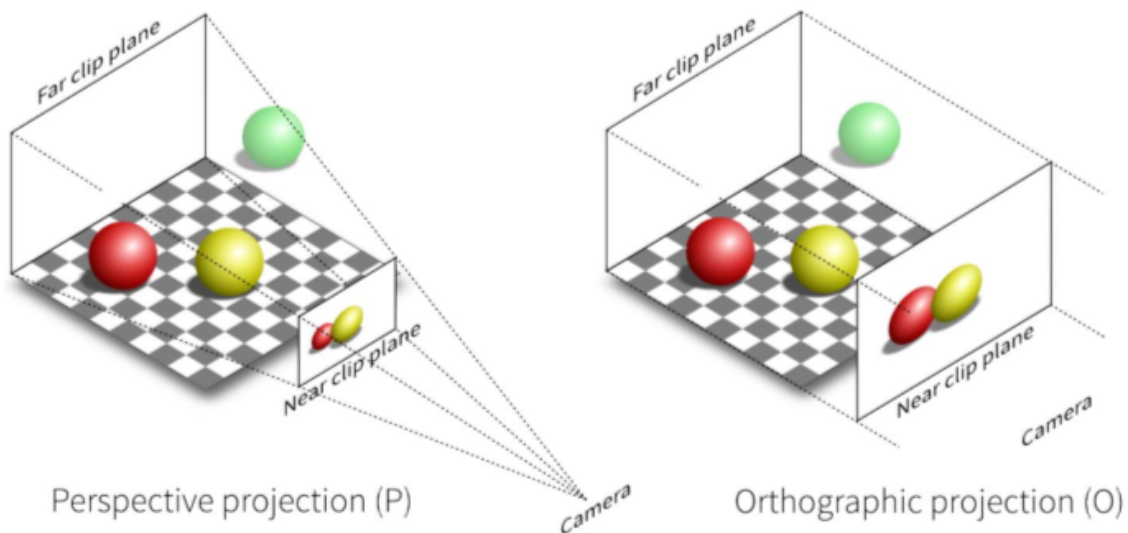 Far clip plane
Near clip plane
Camera
Perspective projection (P)
Far clip plane
Near clip plane
Camera
Orthographic projection (O)